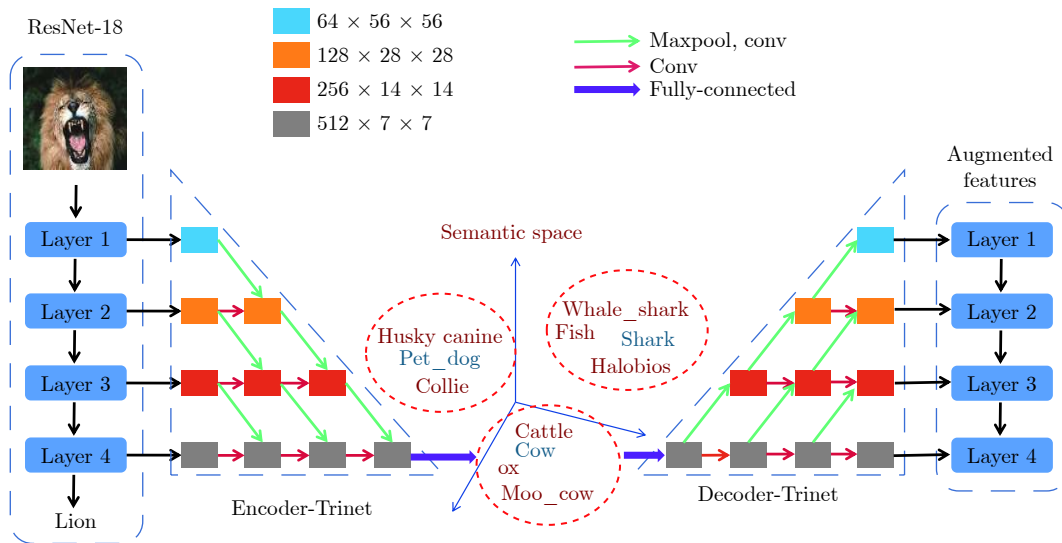 ResNet-18
64 × 56 × 56
128 × 28 × 28
256 × 14 × 14
512 × 7 × 7
Maxpool, conv
Conv
Fully-connected
Layer 1
Layer 2
Layer 3
Layer 4
Lion
Encoder-Trinet
Semantic space
Husky canine
Pet_dog
Collie
Whale_shark
Fish
Shark
Halobios
Cattle
Cow
ox
Moo_cow
Decoder-Trinet
Augmented
features
Layer 1
Layer 2
Layer 3
Layer 4